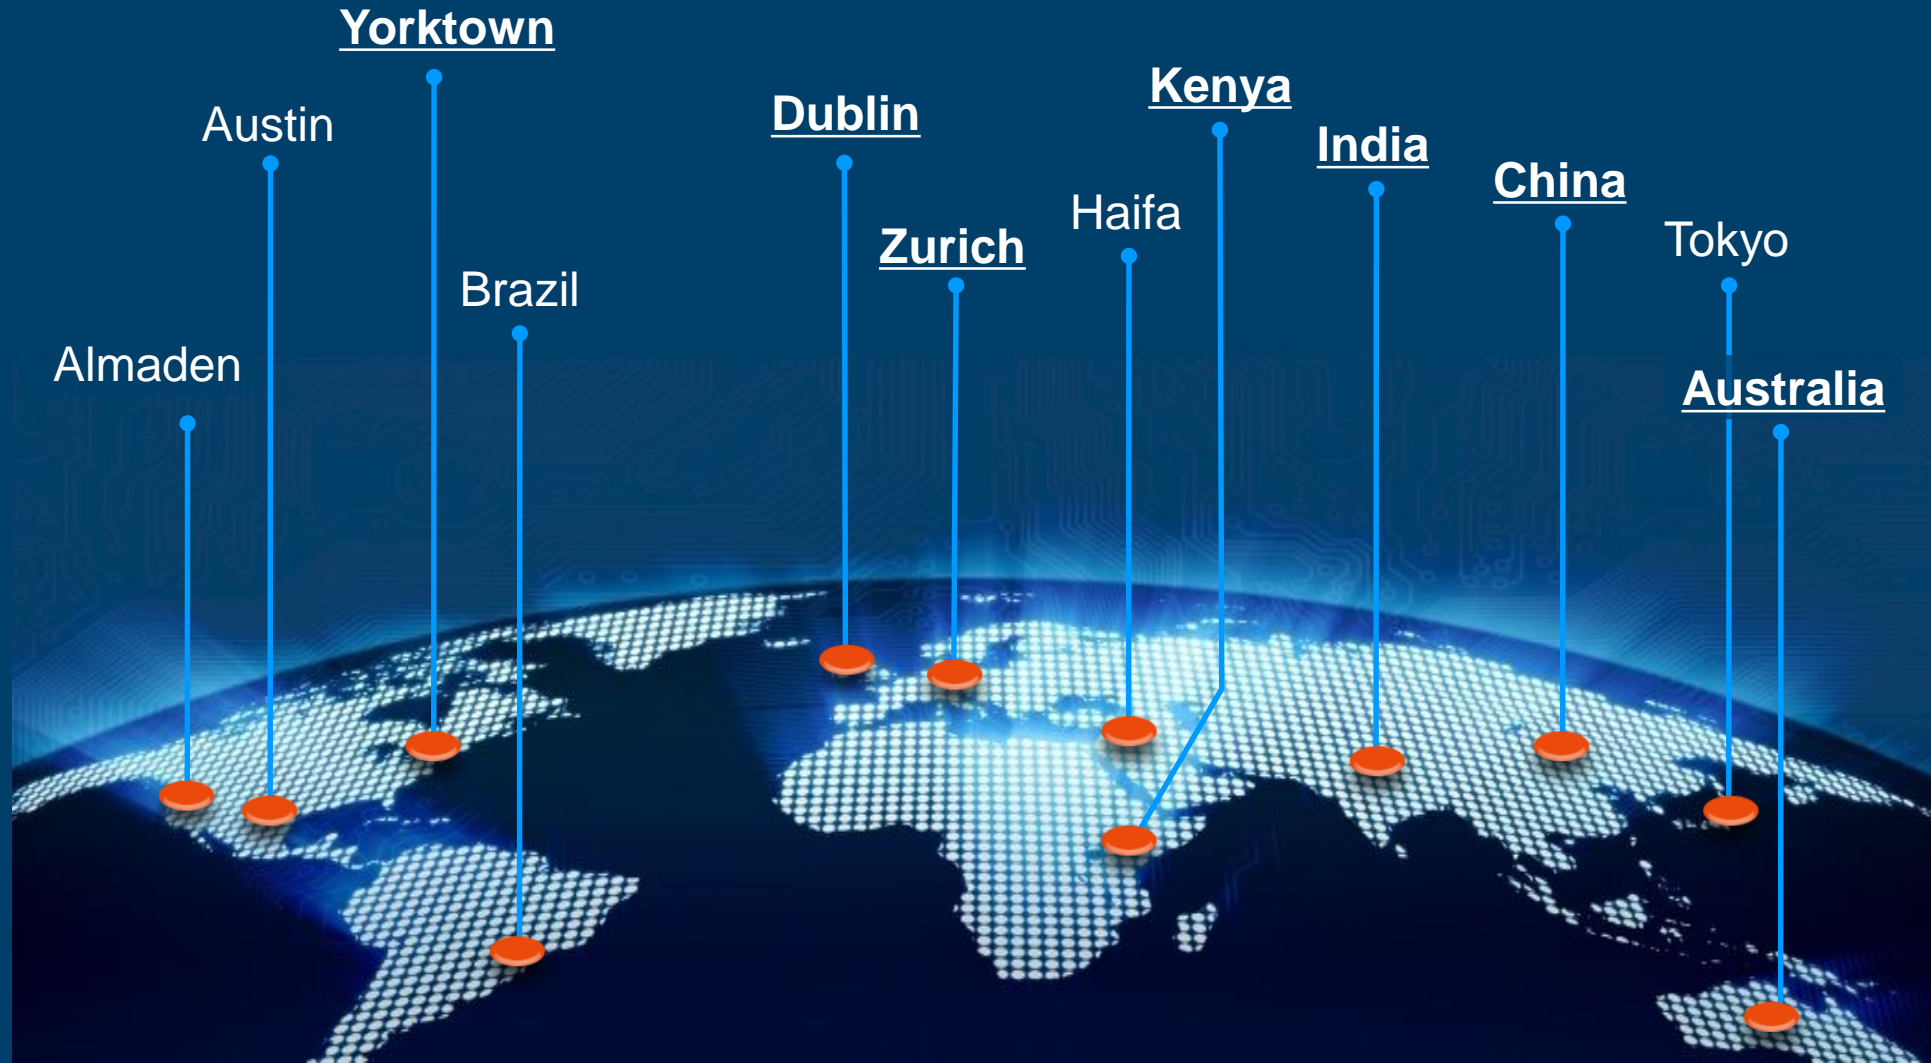 Yorktown
Kenya
Dublin
Austin
India
China
Haifa
Tokyo
Zurich
Brazil
Almaden
Australia